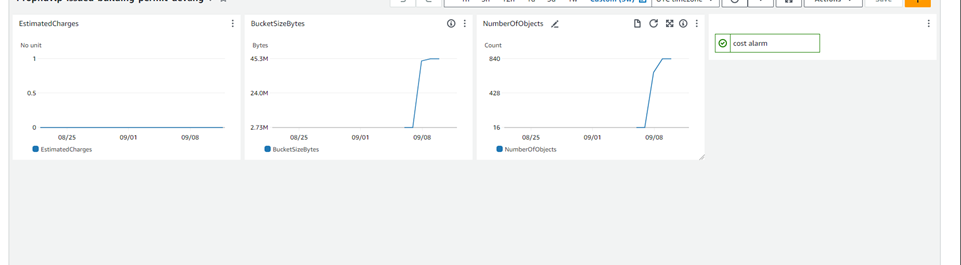 EstimatedCharges
No unit
1
0.5
0
08/25 09/01 09/08
EstimatedCharges
BucketSizeBytes
Bytes
45.3M
24.0M
2.73M
08/25 09/01 09/08
BucketSizeBytes
NumberOfObjects
Count
840
428
16
08/25 09/01 09/08
NumberOfObjects
cost alarm